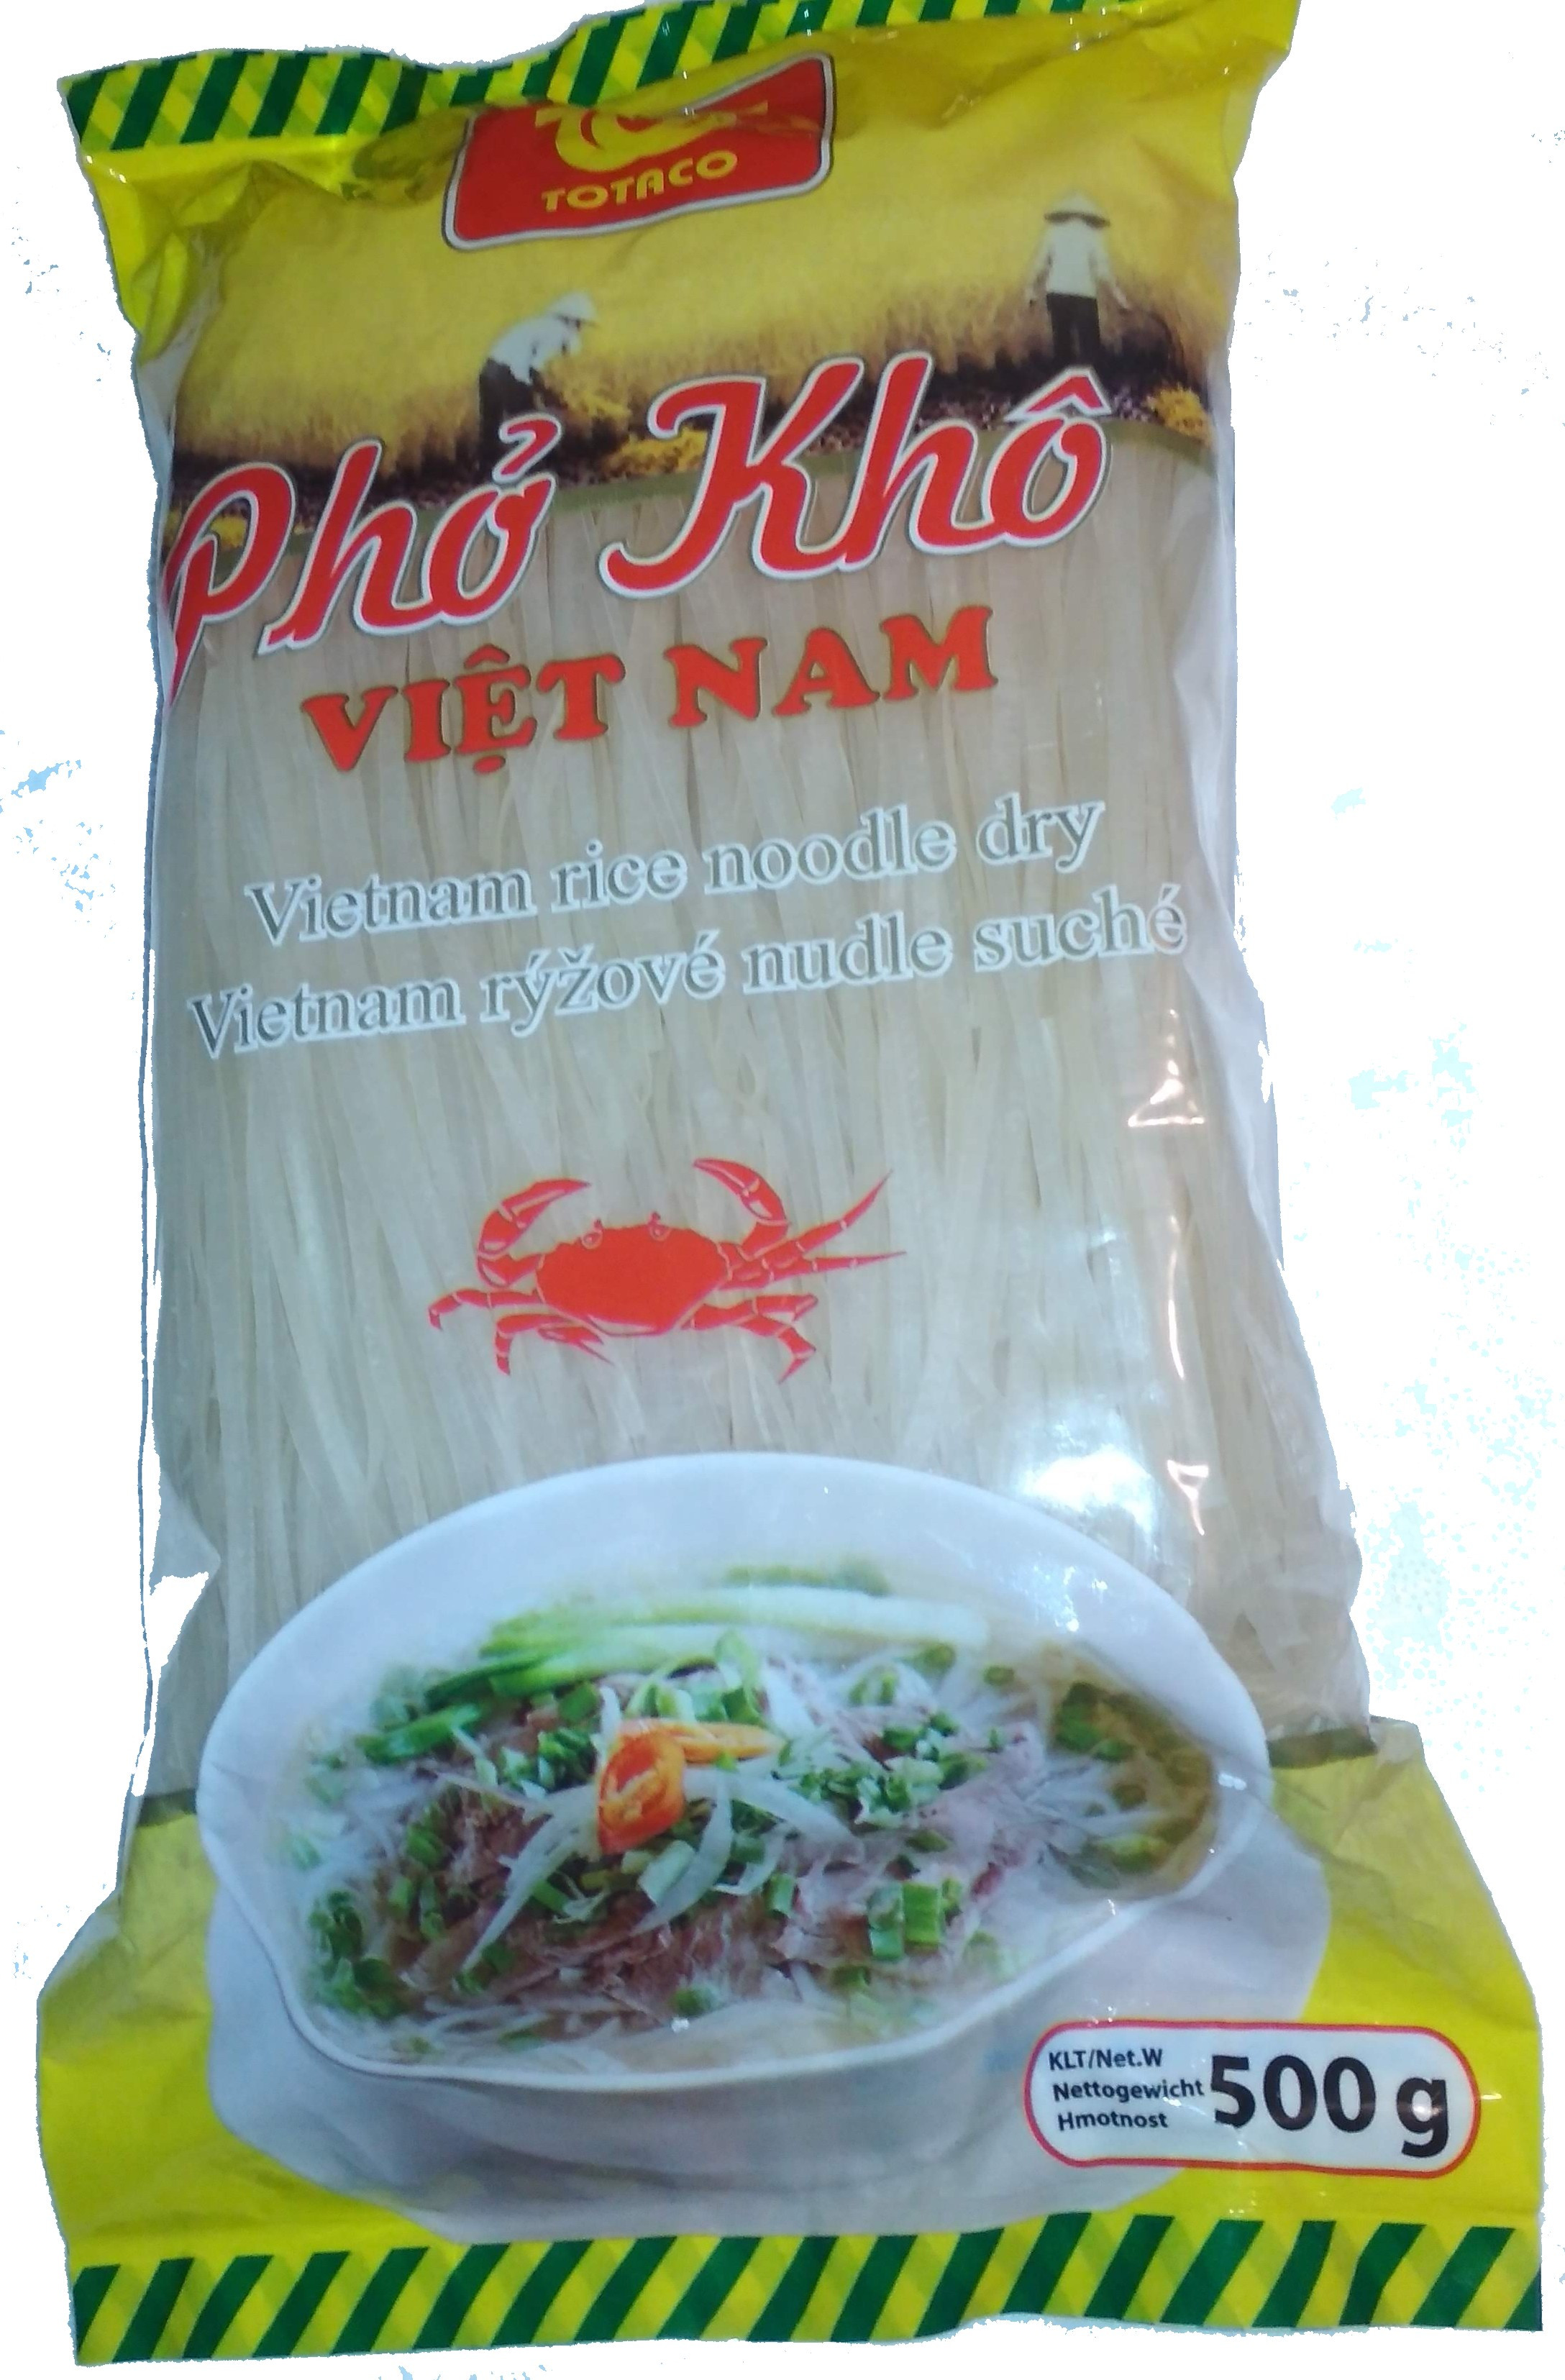 TOTACO
Phở Khô
VIỆT NAM
Vietnam rice noodle dry
Vietnam rýžové nudle suché
KLT/Net.W
Nettogewicht
Hmotnost
500 g